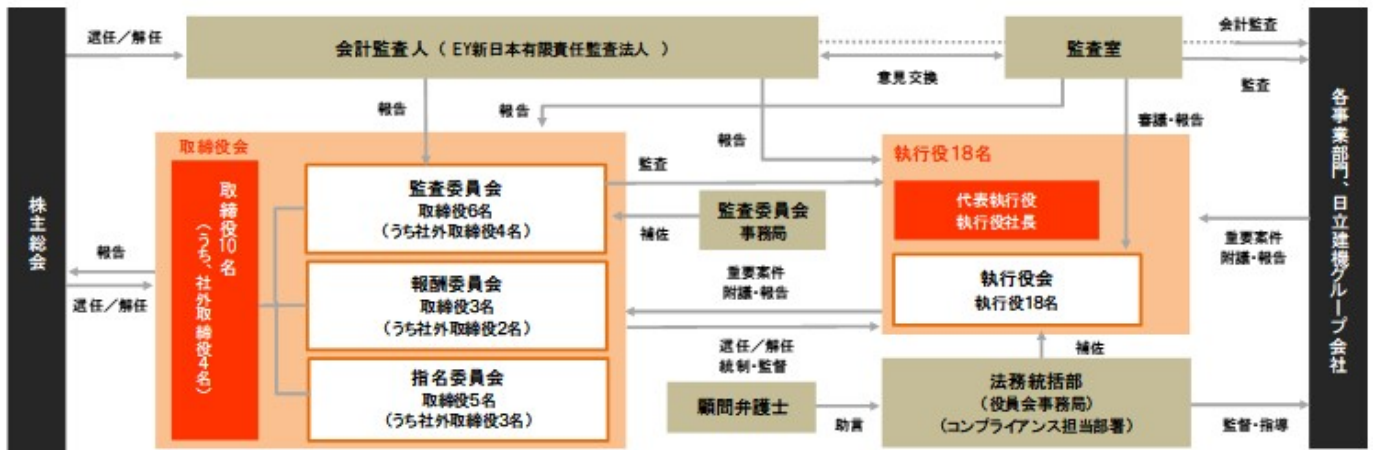 株主総会
選任／解任
報告
選任／解任
会計監査人（EY新日本有限責任監査法人 ）
意見交換
監査室
会計監査
監査
報告
報告
報告
審議・報告
取締役会
取締役10名
（うち、社外取締役4名）
監査委員会
取締役6名
（うち社外取締役4名）
報酬委員会
取締役3名
（うち社外取締役2名）
指名委員会
取締役5名
（うち社外取締役3名）
監査
補佐
監査委員会
事務局
重要案件
附議・報告
選任／解任
統制・監督
顧問弁護士
助言
執行役18名
代表執行役
執行役社長
執行役会
執行役18名
補佐
法務統括部
（役員会事務局）
（コンプライアンス担当部署）
重要案件
附議・報告
監督・指導
各事業部門、日立建機グループ会社